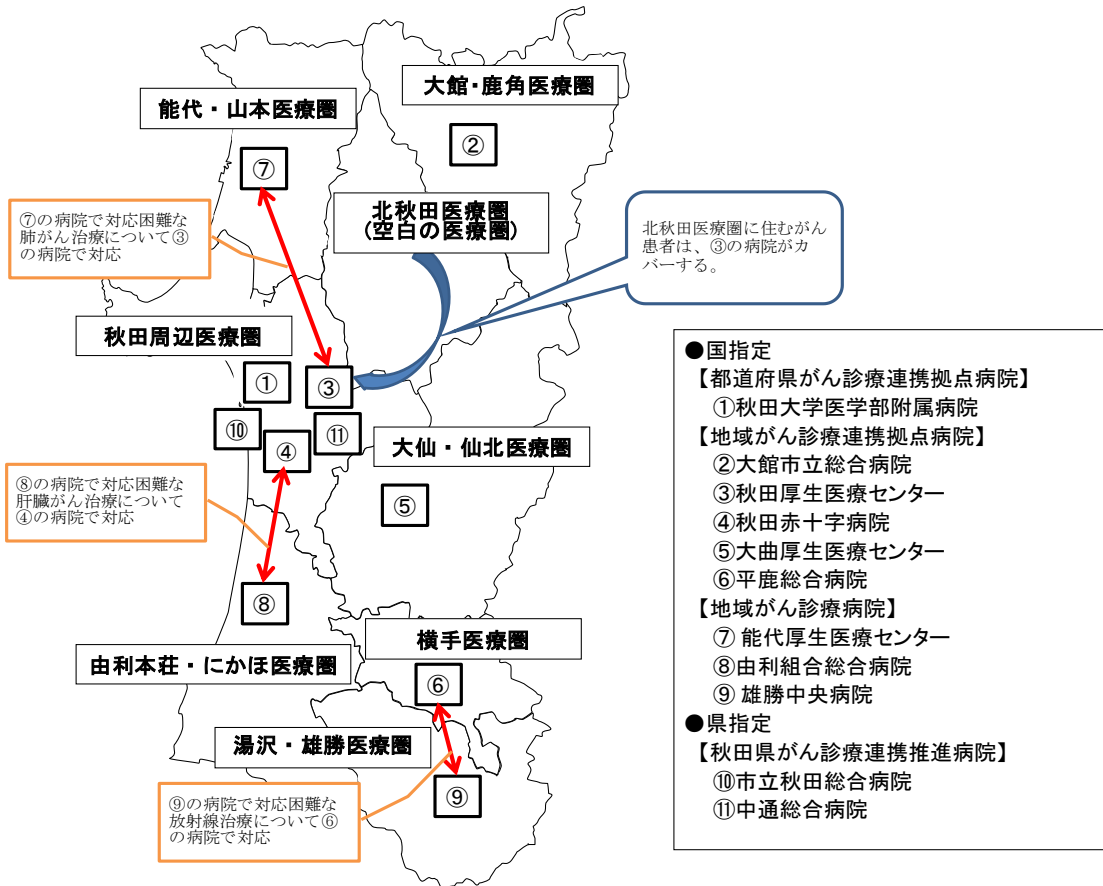 大館・鹿角医療圏
能代・山本医療圏
②
⑦
⑦の病院で対応困難な
肺がん治療について③
の病院で対応
北秋田医療圏
(空白の医療圏)
北秋田医療圏に住むがん
患者は、③の病院がカ
バーする。
秋田周辺医療圏
①
③
⑩
⑪
④
大仙・仙北医療圏
⑧の病院で対応困難な
肝臓がん治療について
④の病院で対応
⑤
⑧
横手医療圏
由利本荘・にかほ医療圏
⑥
湯沢・雄勝医療圏
⑨
⑨の病院で対応困難な
放射線治療について⑥
の病院で対応
●国指定
【都道府県がん診療連携拠点病院】
①秋田大学医学部附属病院
【地域がん診療連携拠点病院】
②大館市立総合病院
③秋田厚生医療センター
④秋田赤十字病院
⑤大曲厚生医療センター
⑥平鹿総合病院
【地域がん診療病院】
⑦ 能代厚生医療センター
⑧由利組合総合病院
⑨ 雄勝中央病院
●県指定
【秋田県がん診療連携推進病院】
⑩市立秋田総合病院
⑪中通総合病院